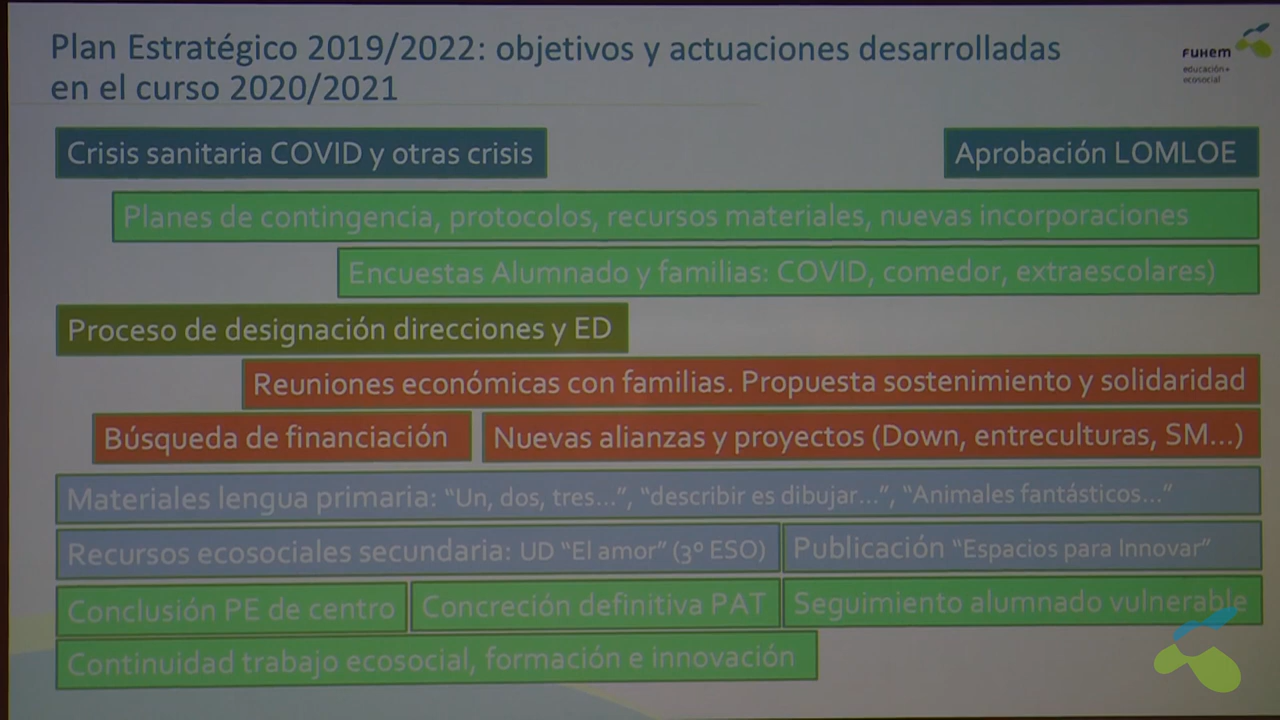 Plan Estratégico 2019/2022: objetivos y actuaciones desarrolladas
en el curso 2020/2021
FUHEM
educación+
ecosocial
Crisis sanitaria COVID y otras crisis
Aprobación LOMLOE
Planes de contingencia, protocolos, recursos materiales, nuevas incorporaciones
Encuestas Alumnado y familias: COVID, comedor, extraescolares)
Proceso de designación direcciones y ED
Reuniones económicas con familias. Propuesta sostenimiento y solidaridad
Búsqueda de financiación
Nuevas alianzas y proyectos (Down, entreculturas, SM...)
Materiales lengua primaria: “Un, dos, tres...”, “describir es dibujar...”, “Animales fantásticos...”
Recursos ecosociales secundaria: UD “El amor” (3º ESO)
Publicación “Espacios para Innovar”
Conclusión PE de centro
Concreción definitiva PAT
Seguimiento alumnado vulnerable
Continuidad trabajo ecosocial, formación e innovación